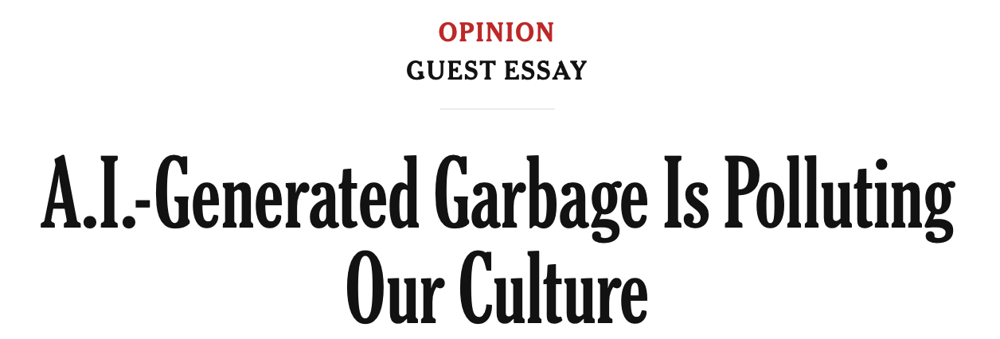 OPINION
GUEST ESSAY
A.I.-Generated Garbage Is Polluting
Our Culture